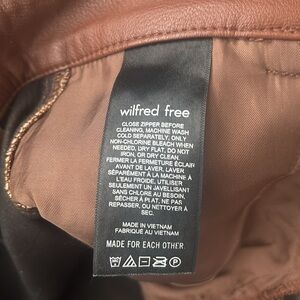 wilfred free
CLOSE ZIPPER BEFORE
CLEANING, MACHINE WASH
COLD SEPARATELY, ONLY
NON-CHLORINE BLEACH WHEN
NEEDED, DRY FLAT, DO NOT
IRON, OR DRY CLEAN.
FERMER LA FERMETURE ÉCLAIR
AVANT DE LAVER, LAVER
SÉPARÉMENT À LA MACHINE À
L'EAU FROIDE, UTILISER
SEULEMENT UN JAVELLISANT
SANS CHLORE AU BESOIN,
SÉCHER À PLAT, NE PAS
REPASSER, OU NETTOYER À
SEC.
MADE IN VIETNAM
FABRIQUÉ AU VIETNAM
MADE FOR EACH OTHER.